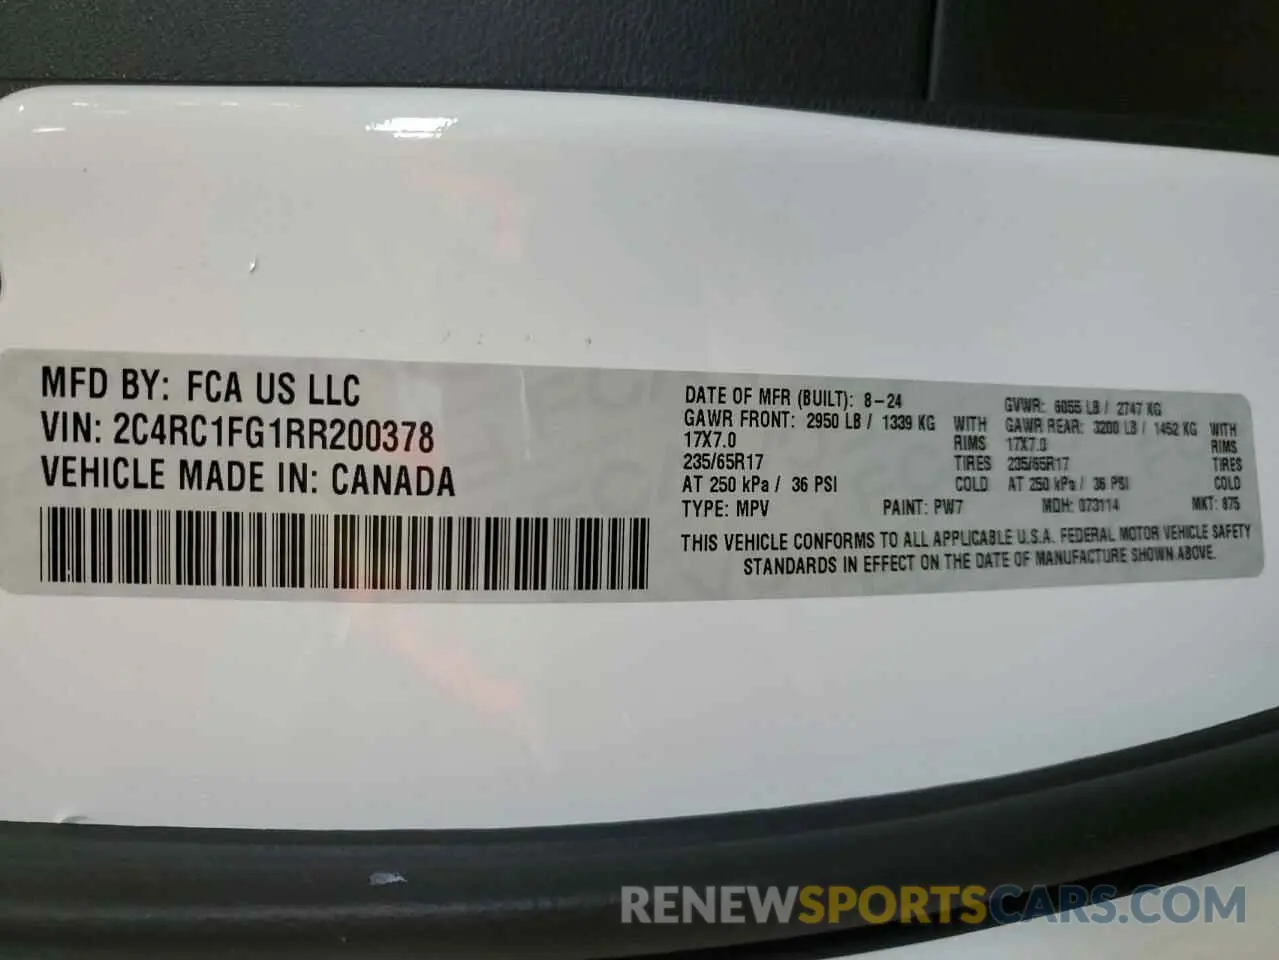 MFD BY: FCA US LLC
VIN: 2C4RC1FG1RR200378
VEHICLE MADE IN: CANADA
DATE OF MFR (BUILT): 8-24 GVWR: 6055 LB / 2747 KG
GAWR FRONT: 2950 LB / 1339 KG WITH GAWR REAR: 3200 LB / 1452 KG WITH
17X7.0 RIMS 17X7.0 RIMS
235/65R17 TIRES 235/65R17 TIRES
AT 250 kPa / 36 PSI COLD AT 250 kPa / 36 PSI COLD
TYPE: MPV PAINT: PW7 MDH: 073114 MKT: 875
THIS VEHICLE CONFORMS TO ALL APPLICABLE U.S.A. FEDERAL MOTOR VEHICLE SAFETY
STANDARDS IN EFFECT ON THE DATE OF MANUFACTURE SHOWN ABOVE.
RENEWSPORTSCARS.COM